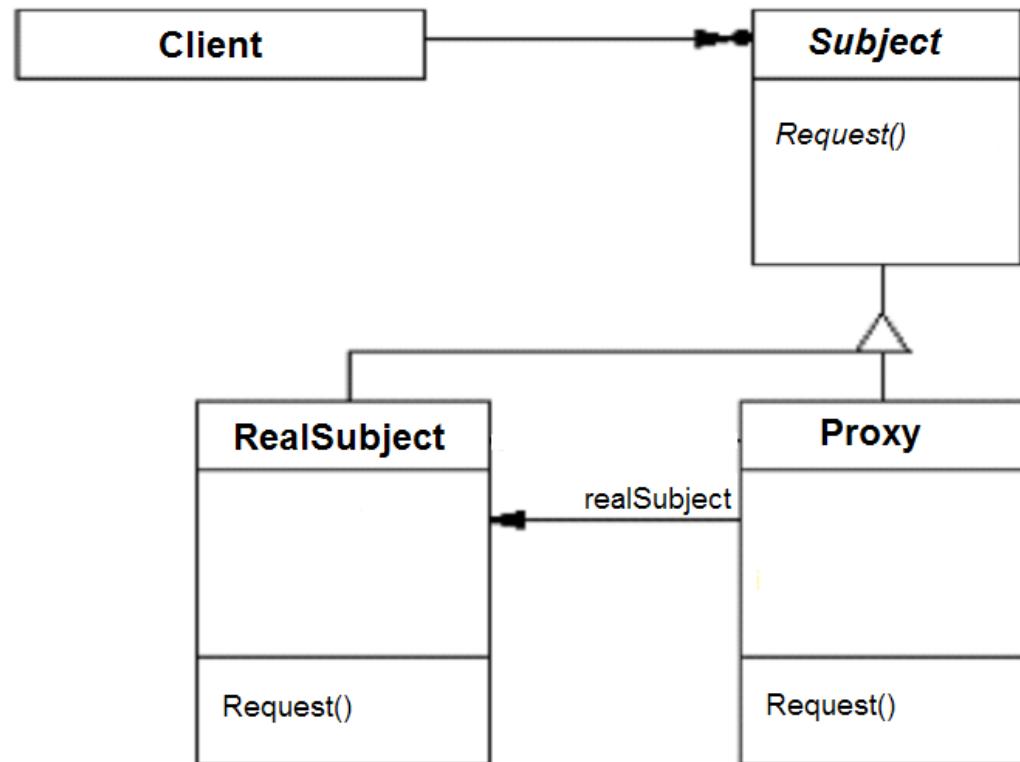 Client
Subject
Request()
RealSubject
Proxy
realSubject
Request()
Request()